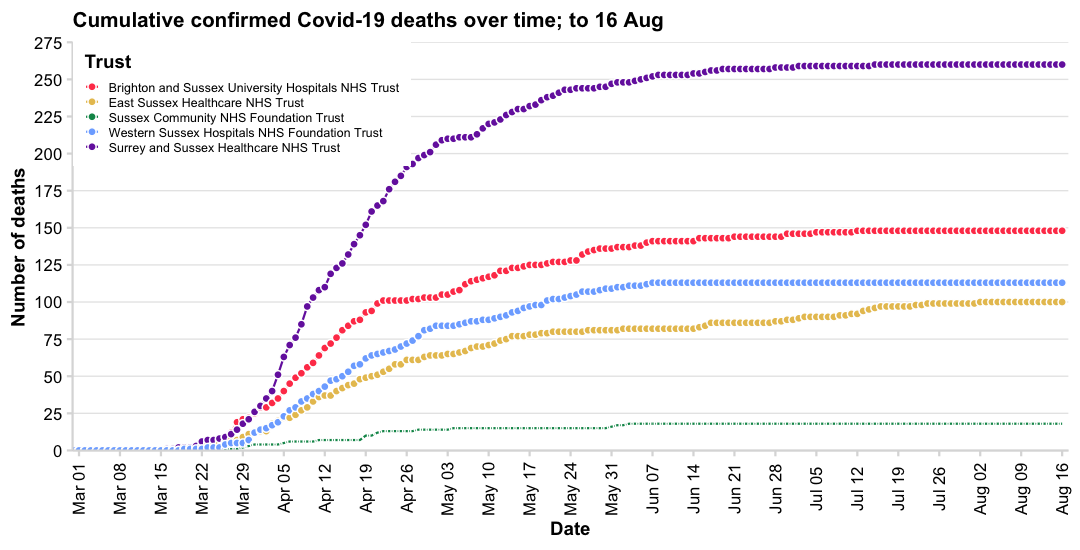 Cumulative confirmed Covid-19 deaths over time; to 16 Aug
Trust
Brighton and Sussex University Hospitals NHS Trust
East Sussex Healthcare NHS Trust
Sussex Community NHS Foundation Trust
Western Sussex Hospitals NHS Foundation Trust
Surrey and Sussex Healthcare NHS Trust
Number of deaths
275
250
225
200
175
150
125
100
75
50
25
0
Mar 01
Mar 08
Mar 15
Mar 22
Mar 29
Apr 05
Apr 12
Apr 19
Apr 26
May 03
May 10
May 17
May 24
May 31
Jun 07
Jun 14
Jun 21
Jun 28
Jul 05
Jul 12
Jul 19
Jul 26
Aug 02
Aug 09
Aug 16
Date